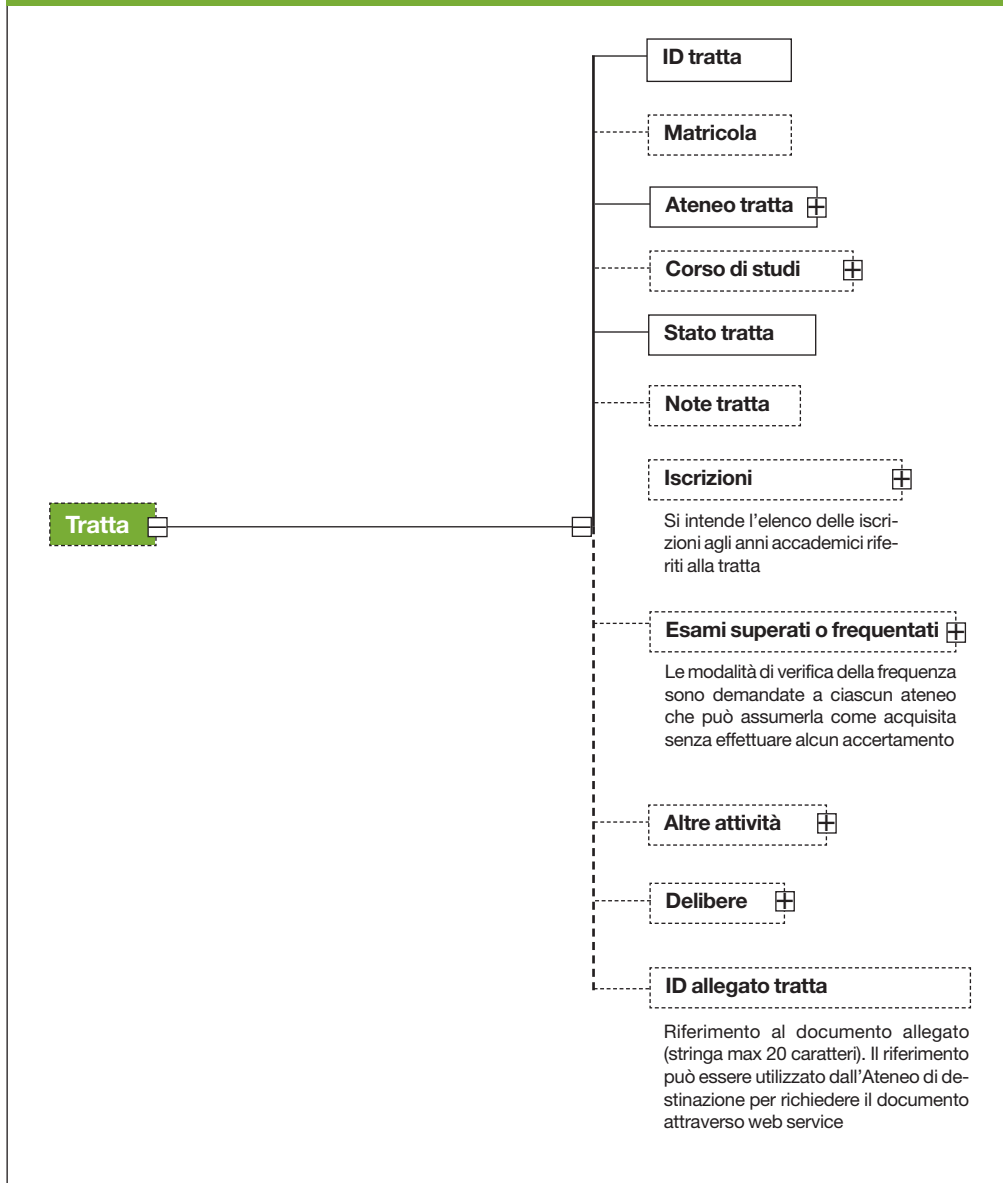 ID tratta
Matricola
Ateneo tratta
Corso di studi
Stato tratta
Note tratta
Iscrizioni
Si intende l'elenco delle iscri-
zioni agli anni accademici rife-
riti alla tratta
Tratta
Esami superati o frequentati
Le modalità di verifica della frequenza
sono demandate a ciascun ateneo
che può assumerla come acquisita
senza effettuare alcun accertamento
Altre attività
Delibere
ID allegato tratta
Riferimento al documento allegato
(stringa max 20 caratteri). Il riferimento
può essere utilizzato dall'Ateneo di de-
stinazione per richiedere il documento
attraverso web service